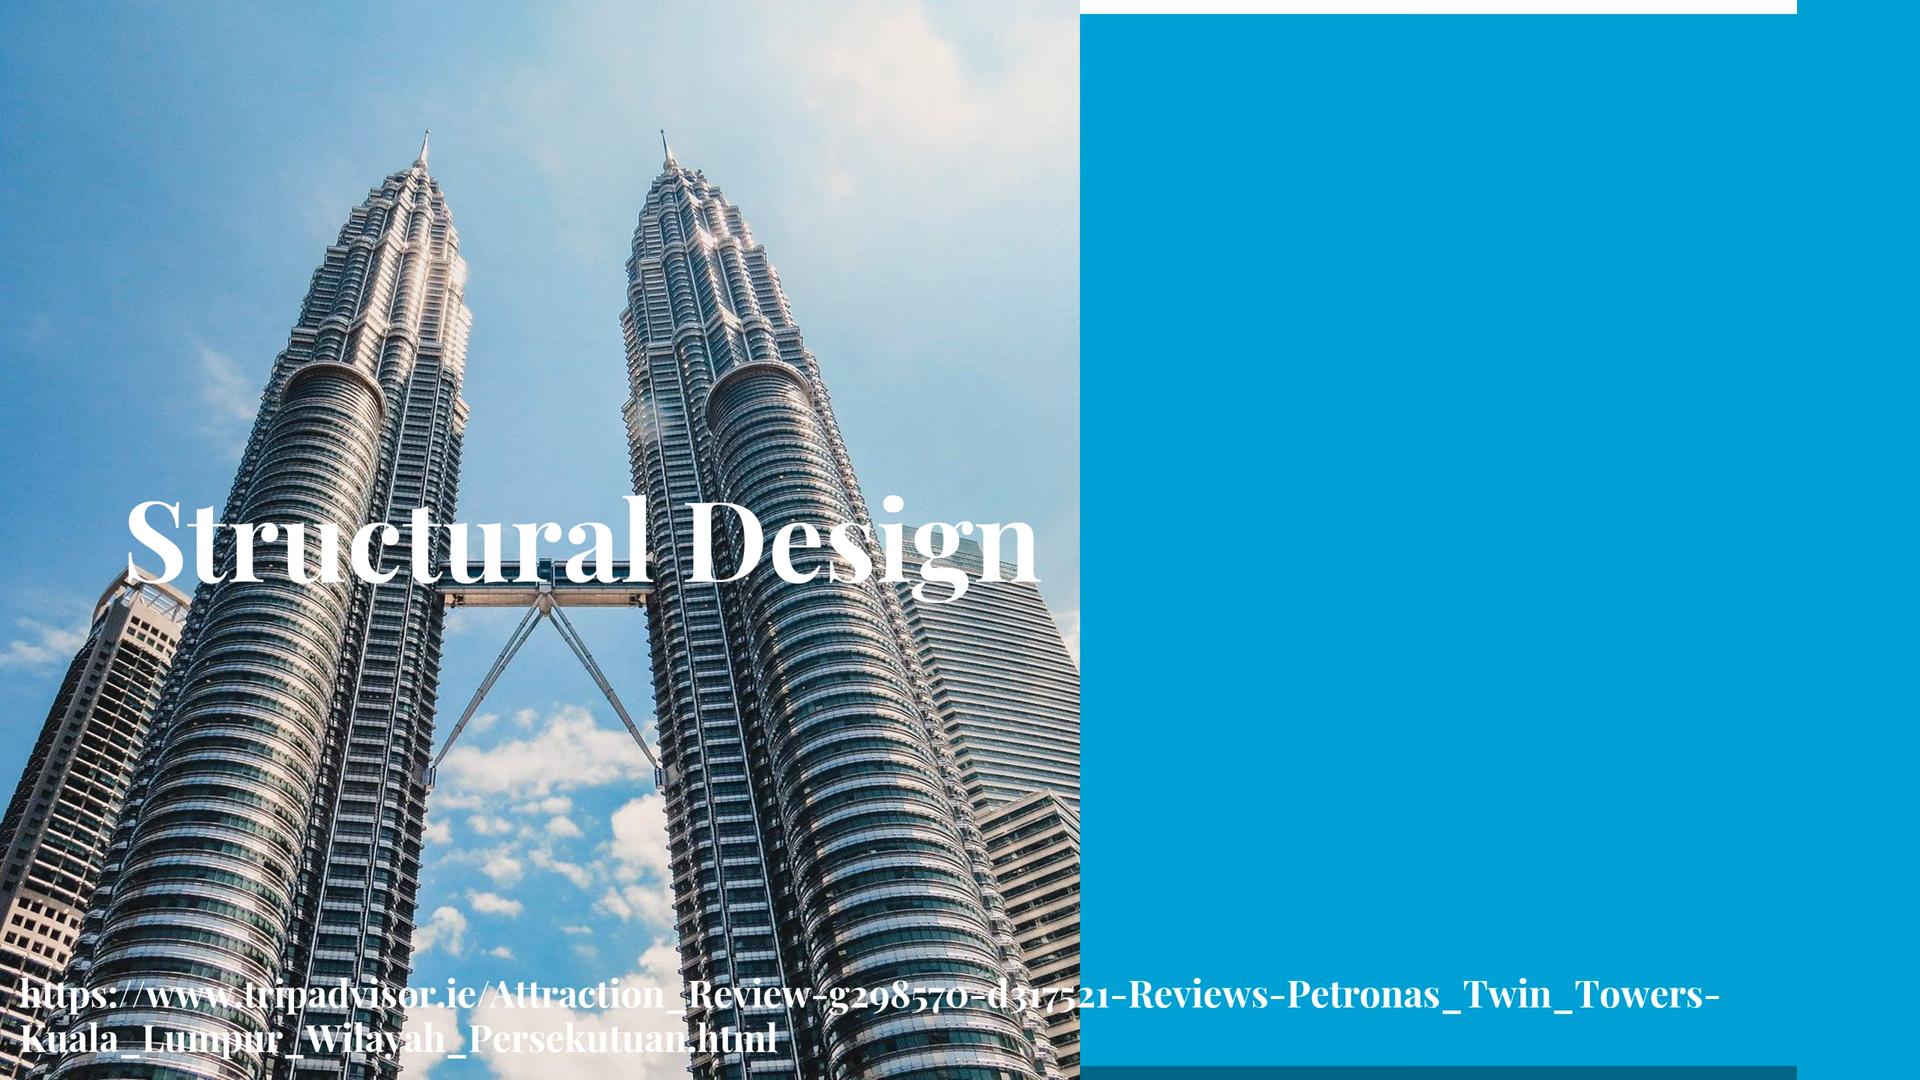 Structural Design
https://www.tripadvisor.ie/Attraction_Review-g298570-d317521-Reviews-Petronas_Twin_Towers-
Kuala_Lumpur_Wilayah_Persekutuan.html